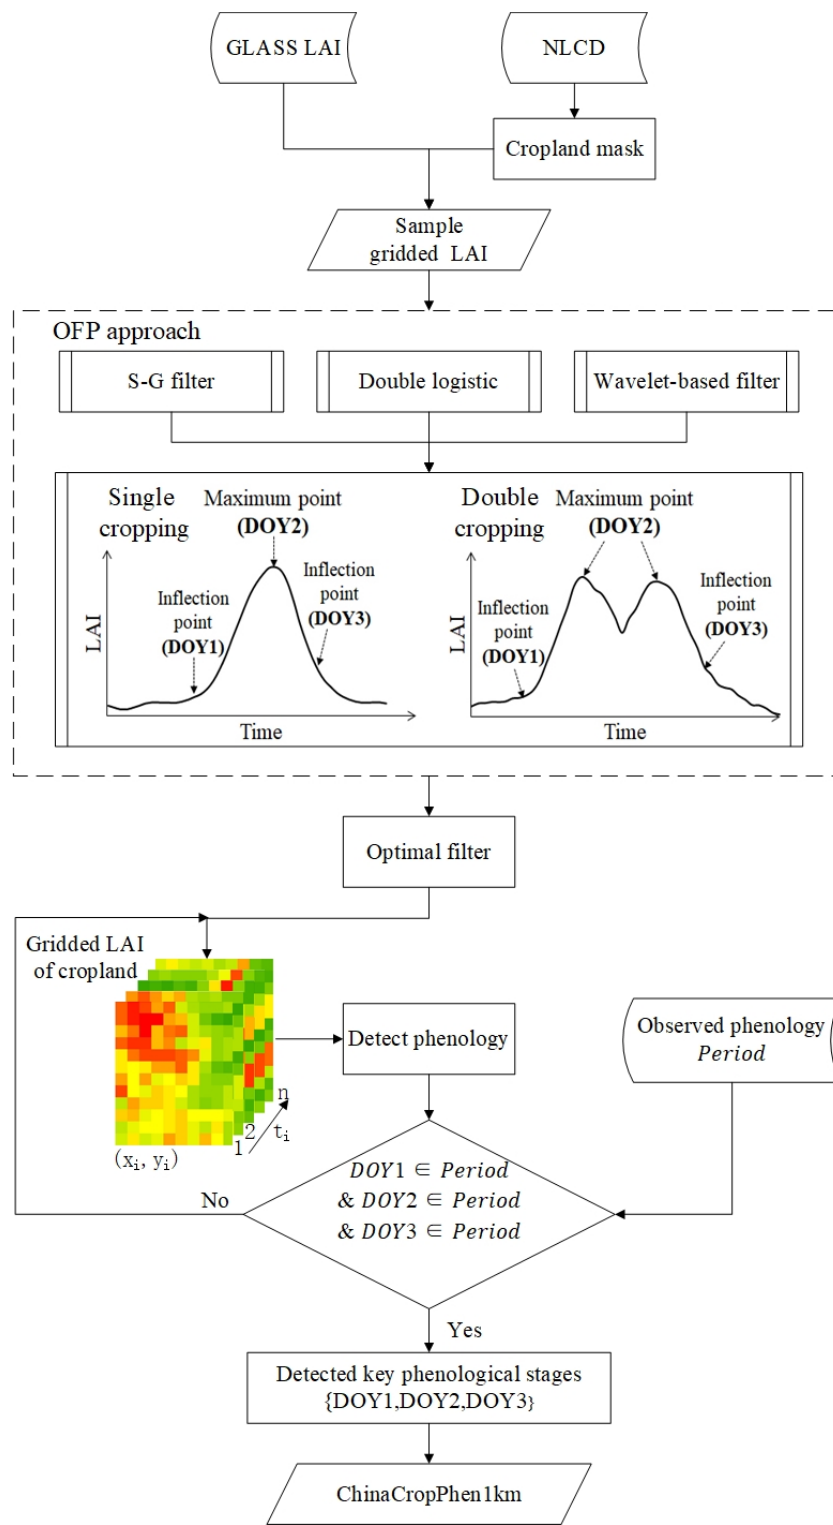 GLASS LAI
NLCD
Cropland mask
Sample
gridded LAI
OFP approach
S-G filter
Double logistic
Wavelet-based filter
Single
cropping
Maximum point
(DOY2)
Inflection
point
(DOY1)
Inflection
point
(DOY3)
LAI
Time
Double
cropping
Maximum point
(DOY2)
Inflection
point
(DOY1)
Inflection
point
(DOY3)
LAI
Time
Optimal filter
Gridded LAI
of cropland
n
2
1
t_i
(x_i, y_i)
Detect phenology
Observed phenology
Period
DOY1 ∈ Period
& DOY2 ∈ Period
& DOY3 ∈ Period
No
Yes
Detected key phenological stages
{DOY1,DOY2,DOY3}
ChinaCropPhen1km